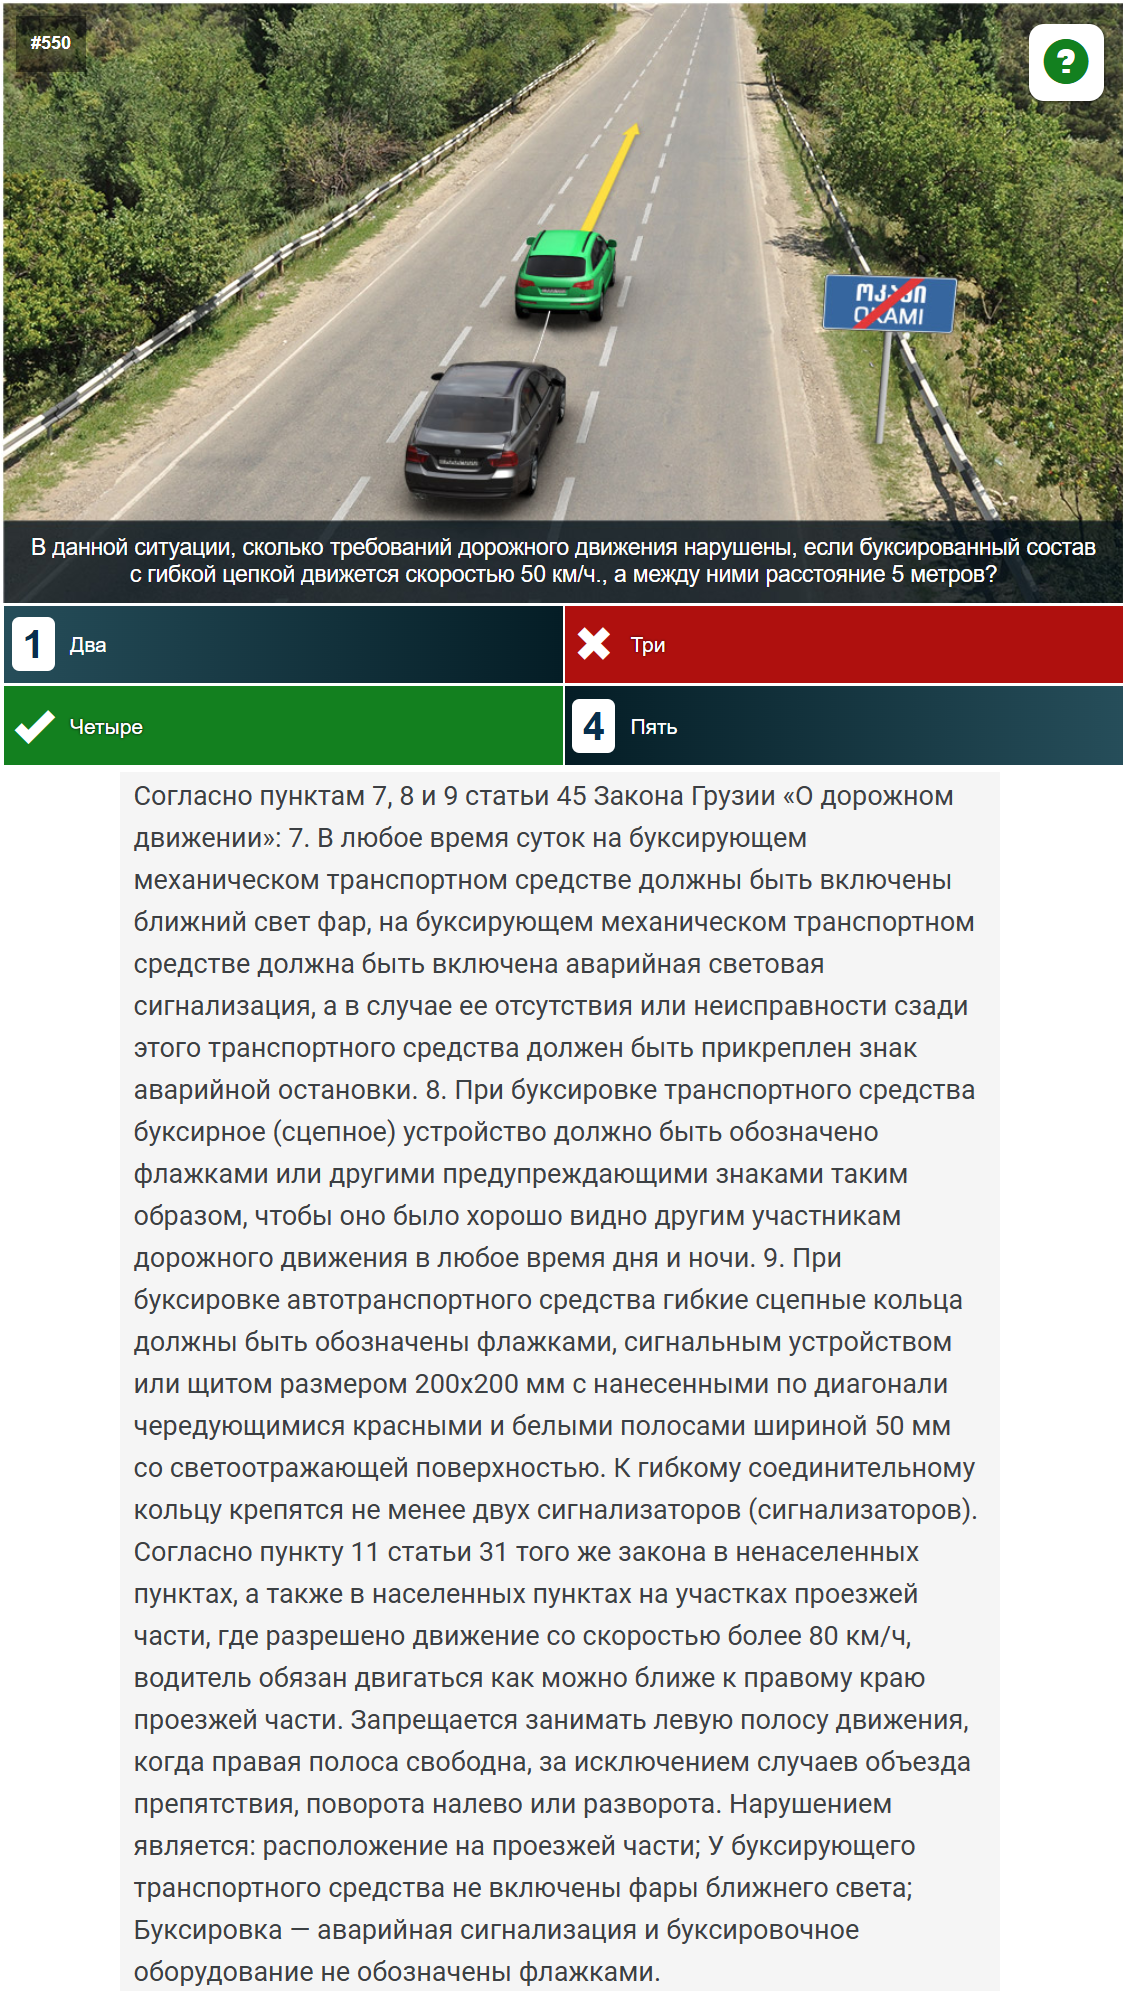 #550
?
ოკამი
OKAMI
В данной ситуации, сколько требований дорожного движения нарушены, если буксированный состав
с гибкой цепкой движется скоростью 50 км/ч., а между ними расстояние 5 метров?
1 Два
Три
Четыре
4 Пять
Согласно пунктам 7, 8 и 9 статьи 45 Закона Грузии «О дорожном
движении»: 7. В любое время суток на буксирующем
механическом транспортном средстве должны быть включены
ближний свет фар, на буксирующем механическом транспортном
средстве должна быть включена аварийная световая
сигнализация, а в случае ее отсутствия или неисправности сзади
этого транспортного средства должен быть прикреплен знак
аварийной остановки. 8. При буксировке транспортного средства
буксирное (сцепное) устройство должно быть обозначено
флажками или другими предупреждающими знаками таким
образом, чтобы оно было хорошо видно другим участникам
дорожного движения в любое время дня и ночи. 9. При
буксировке автотранспортного средства гибкие сцепные кольца
должны быть обозначены флажками, сигнальным устройством
или щитом размером 200х200 мм с нанесенными по диагонали
чередующимися красными и белыми полосами шириной 50 мм
со светоотражающей поверхностью. К гибкому соединительному
кольцу крепятся не менее двух сигнализаторов (сигнализаторов).
Согласно пункту 11 статьи 31 того же закона в ненаселенных
пунктах, а также в населенных пунктах на участках проезжей
части, где разрешено движение со скоростью более 80 км/ч,
водитель обязан двигаться как можно ближе к правому краю
проезжей части. Запрещается занимать левую полосу движения,
когда правая полоса свободна, за исключением случаев объезда
препятствия, поворота налево или разворота. Нарушением
является: расположение на проезжей части; У буксирующего
транспортного средства не включены фары ближнего света;
Буксировка — аварийная сигнализация и буксировочное
оборудование не обозначены флажками.